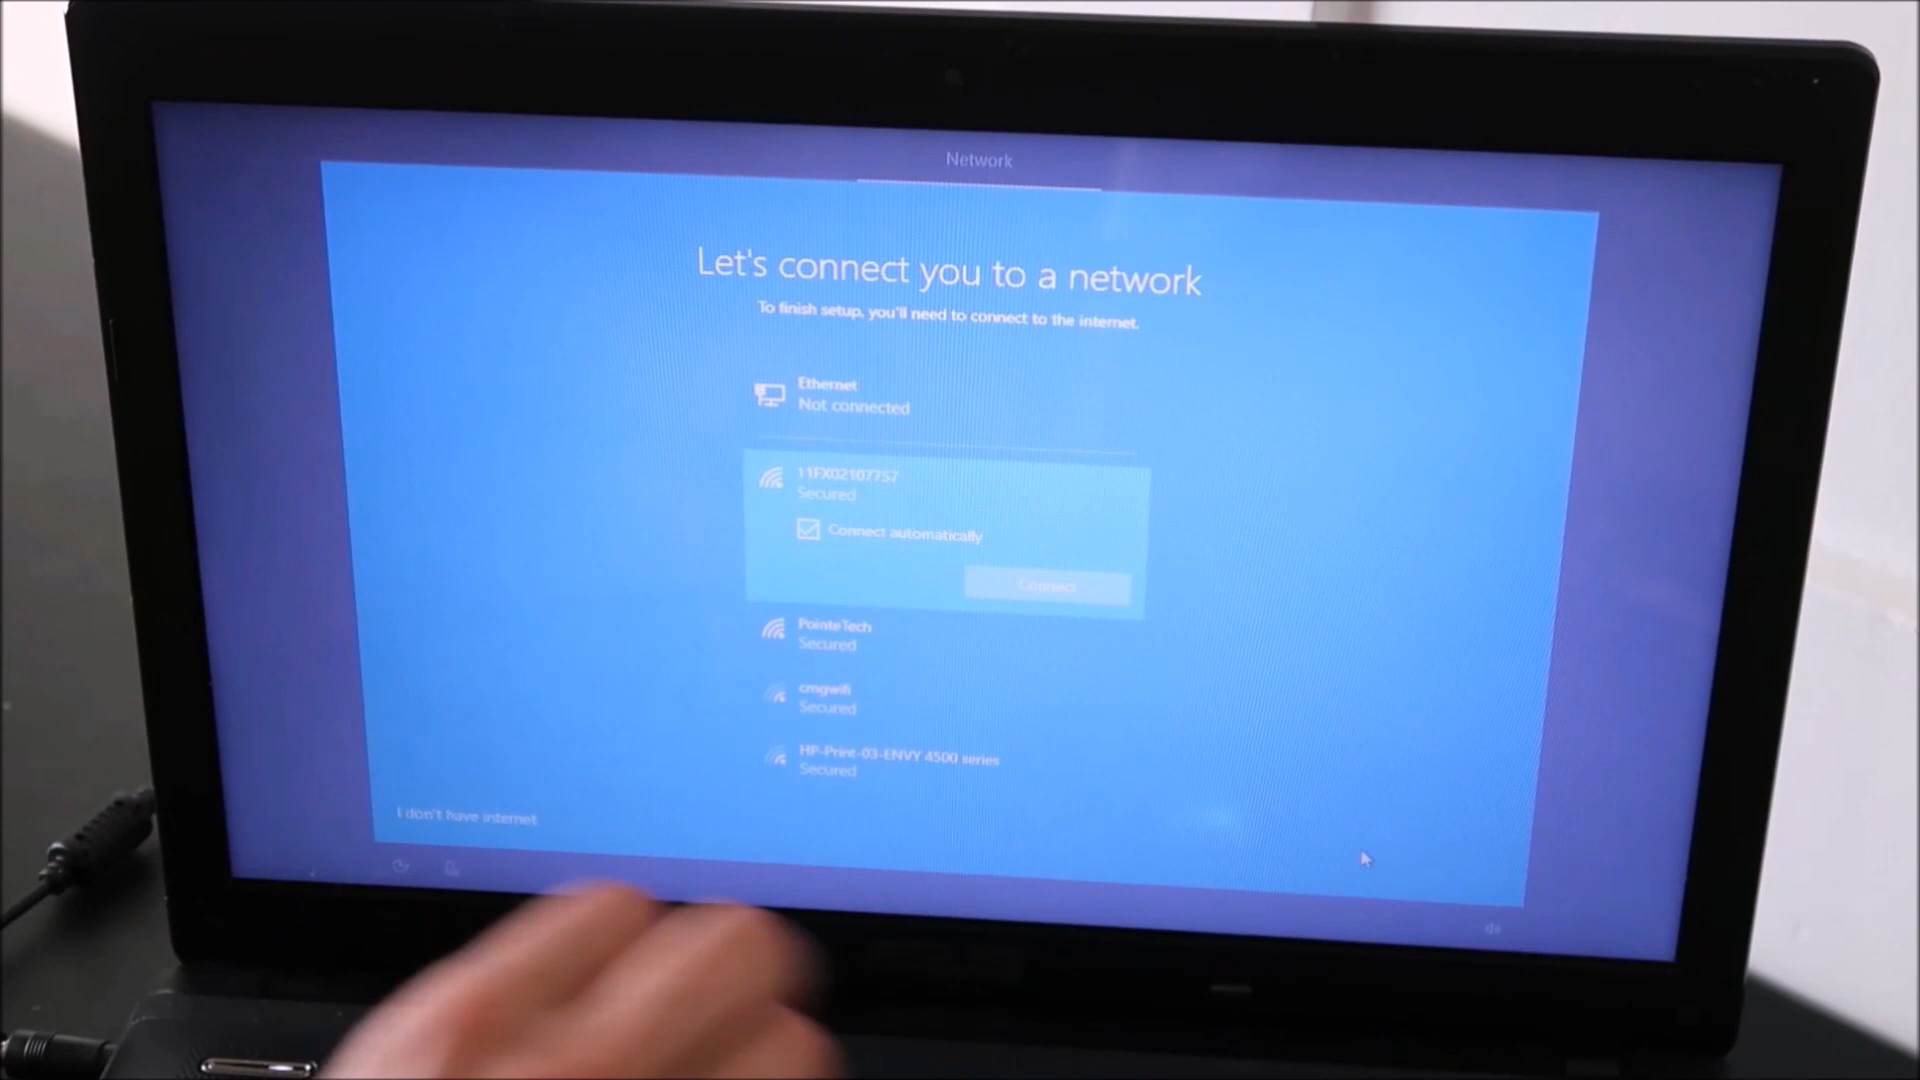 Network
Let's connect you to a network
To finish setup, you'll need to connect to the internet.
Ethernet
Not connected
11FX02107757
Secured
Connect automatically
Connect
PointeTech
Secured
cmgwifi
Secured
HP-Print-03-ENVY 4500 series
Secured
I don't have internet